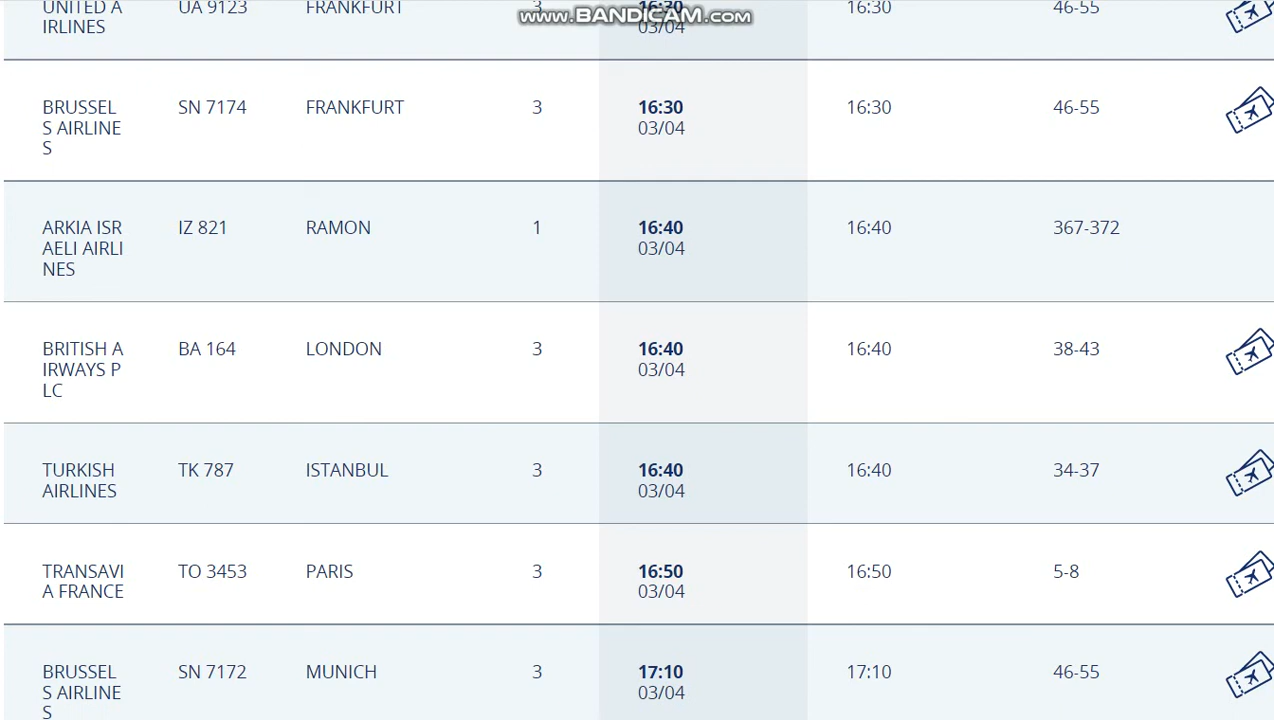 UNITED A UA 9123 FRANKFURT 3 16:30 16:30 46-55
IRLINES 03/04
www.BANDICAM.com
BRUSSEL SN 7174 FRANKFURT 3 16:30 16:30 46-55
S AIRLINE 03/04
S
ARKIA ISR IZ 821 RAMON 1 16:40 16:40 367-372
AELI AIRLI 03/04
NES
BRITISH A BA 164 LONDON 3 16:40 16:40 38-43
IRWAYS P 03/04
LC
TURKISH TK 787 ISTANBUL 3 16:40 16:40 34-37
AIRLINES 03/04
TRANSAVI TO 3453 PARIS 3 16:50 16:50 5-8
A FRANCE 03/04
BRUSSEL SN 7172 MUNICH 3 17:10 17:10 46-55
S AIRLINE 03/04
S